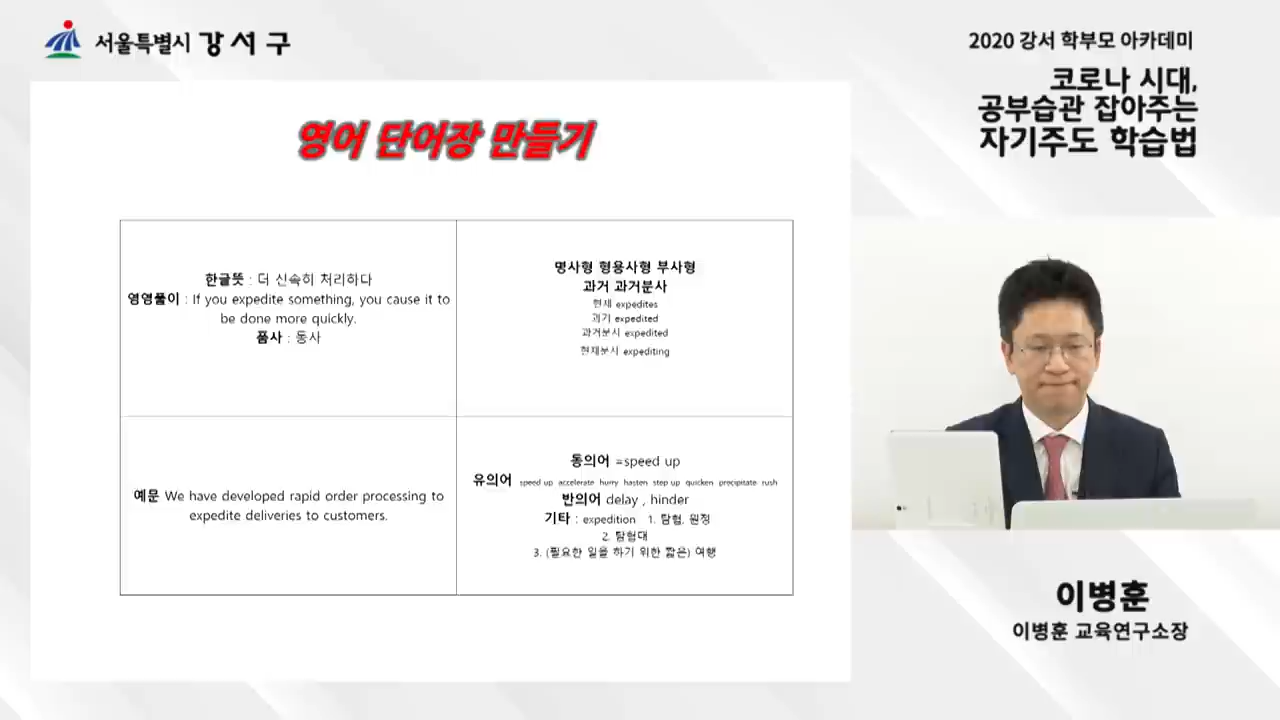 서울특별시 강서구
2020 강서 학부모 아카데미
코로나 시대,
공부습관 잡아주는
자기주도 학습법
영어 단어장 만들기
한글뜻 : 더 신속히 처리하다
영영풀이 : If you expedite something, you cause it to
be done more quickly.
품사 : 동사
명사형 형용사형 부사형
과거 과거분사
현재 expedites
과거 expedited
과거분사 expedited
현재분사 expediting
예문 We have developed rapid order processing to
expedite deliveries to customers.
동의어 =speed up
유의어 speed up accelerate hurry hasten step up quicken precipitate rush
반의어 delay , hinder
기타 : expedition 1. 탐험, 원정
2. 탐험대
3. (필요한 일을 하기 위한 짧은) 여행
이병훈
이병훈 교육연구소장